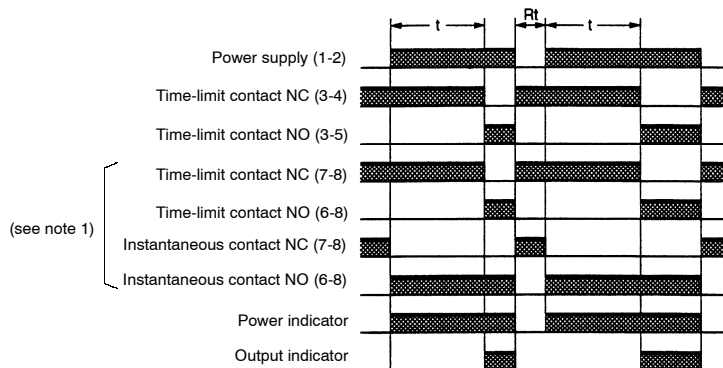 t
Rt
t
Power supply (1-2)
Time-limit contact NC (3-4)
Time-limit contact NO (3-5)
Time-limit contact NC (7-8)
Time-limit contact NO (6-8)
(see note 1)
Instantaneous contact NC (7-8)
Instantaneous contact NO (6-8)
Power indicator
Output indicator